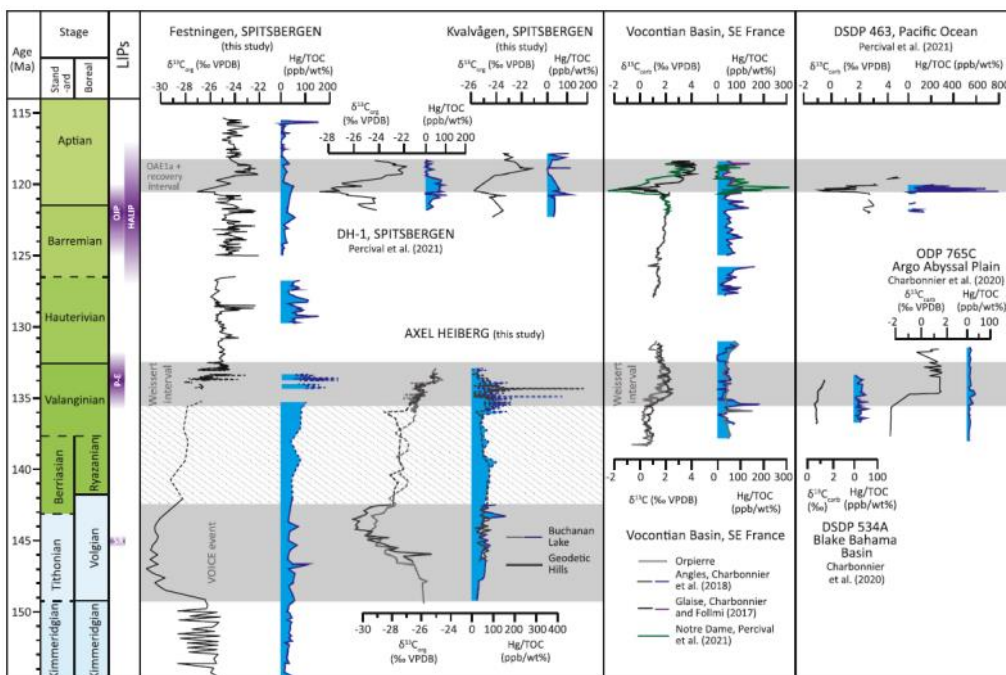 Age
(Ma)
Stage
Stand
-ard
Boreal
LIPs
Festningen, SPITSBERGEN
(this study)
δ¹³Corg (‰ VPDB)
Hg/TOC
(ppb/wt%)
-30 -28 -26 -24 -22
0 100 200
Kvalvågen, SPITSBERGEN
(this study)
δ¹³Corg (‰ VPDB)
Hg/TOC
(ppb/wt%)
-26 -24 -22
0 100 200
Vocontian Basin, SE France
δ¹³Ccarb (‰ VPDB)
Hg/TOC
(ppb/wt%)
-2 0 2 4
0 100 200 300
DSDP 463, Pacific Ocean
Percival et al. (2021)
δ¹³Ccarb (‰ VPDB)
Hg/TOC (ppb/wt%)
-2 0 2 4
0 200 400 600 800
115
120
125
130
135
140
145
150
Aptian
Barremian
Hauterivian
Valanginian
Berriasian
Ryazanian
Tithonian
Volgian
Kimmeridgian
Kimmeridgian
OJP
HALIP
P-E
OAE1a +
recovery
interval
δ¹³Corg
(‰ VPDB)
Hg/TOC
(ppb/wt%)
-28 -26 -24 -22
0 100 200
DH-1, SPITSBERGEN
Percival et al. (2021)
AXEL HEIBERG (this study)
Weissert
interval
VOICE event
Buchanan
Lake
Geodetic
Hills
-30 -28 -26 -24
δ¹³Corg
(‰ VPDB)
0 100 200 300 400
Hg/TOC
(ppb/wt%)
Weissert
interval
-2 0 2 4
δ¹³C (‰ VPDB)
0 100 200 300
Hg/TOC
(ppb/wt%)
Vocontian Basin, SE France
Orpierre
Angles, Charbonnier
et al. (2018)
Glaise, Charbonnier
and Follmi (2017)
Notre Dame, Percival
et al. (2021)
ODP 765C
Argo Abyssal Plain
Charbonnier et al. (2020)
δ¹³Ccarb
(‰ VPDB)
Hg/TOC
(ppb/wt%)
-2 0 2
0 100
0 2
δ¹³Ccarb
(‰)
0 100
Hg/TOC
(ppb/wt%)
DSDP 534A
Blake Bahama
Basin
Charbonnier
et al. (2020)